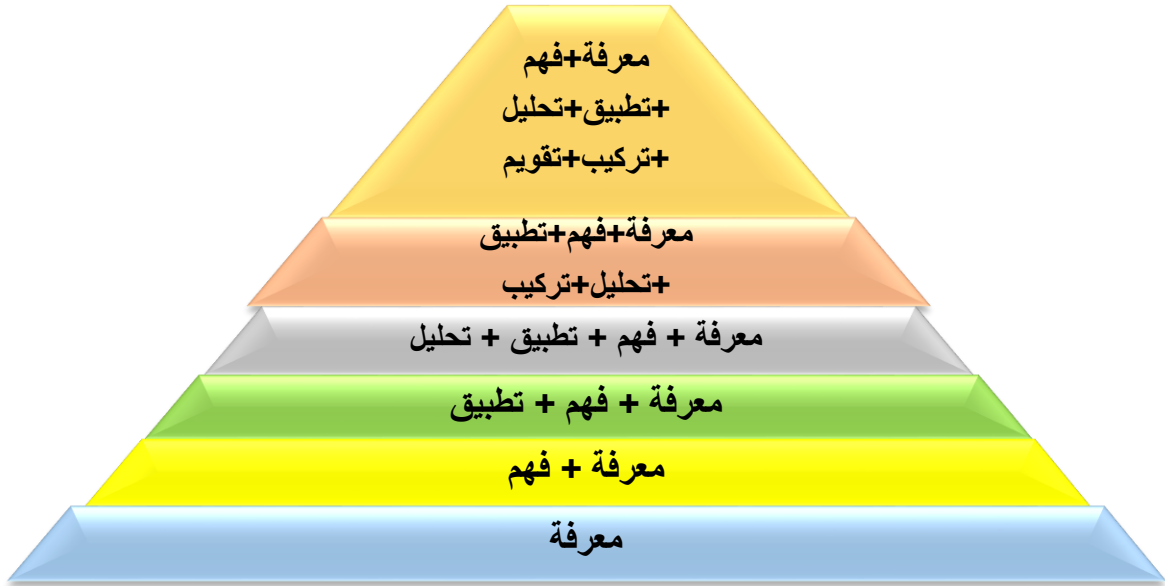 معرفة+فهم
+تطبيق+تحليل
+تركيب+تقويم
معرفة+فهم+تطبيق
+تحليل+تركيب
معرفة + فهم + تطبيق + تحليل
معرفة + فهم + تطبيق
معرفة + فهم
معرفة